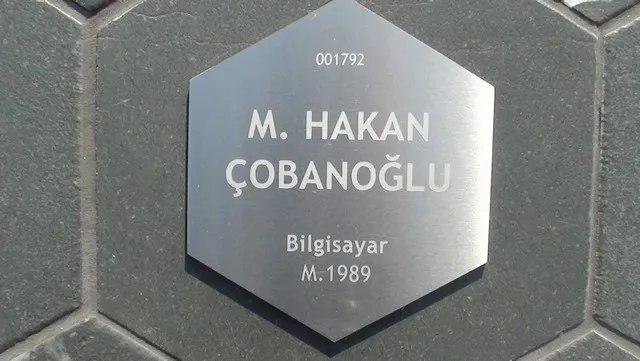 001792
M. HAKAN
ÇOBANOĞLU
Bilgisayar
M.1989